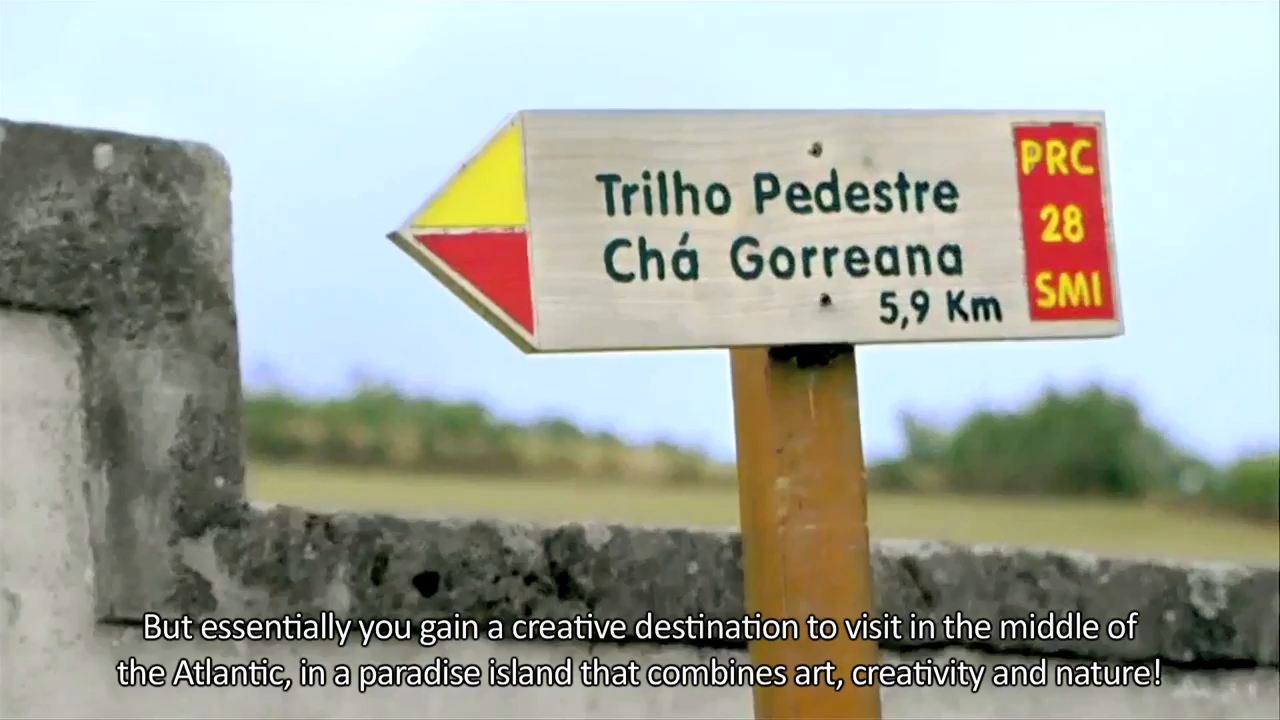 Trilho Pedestre
Chá Gorreana
5,9 Km
PRC
28
SMI
But essentially you gain a creative destination to visit in the middle of
the Atlantic, in a paradise island that combines art, creativity and nature!